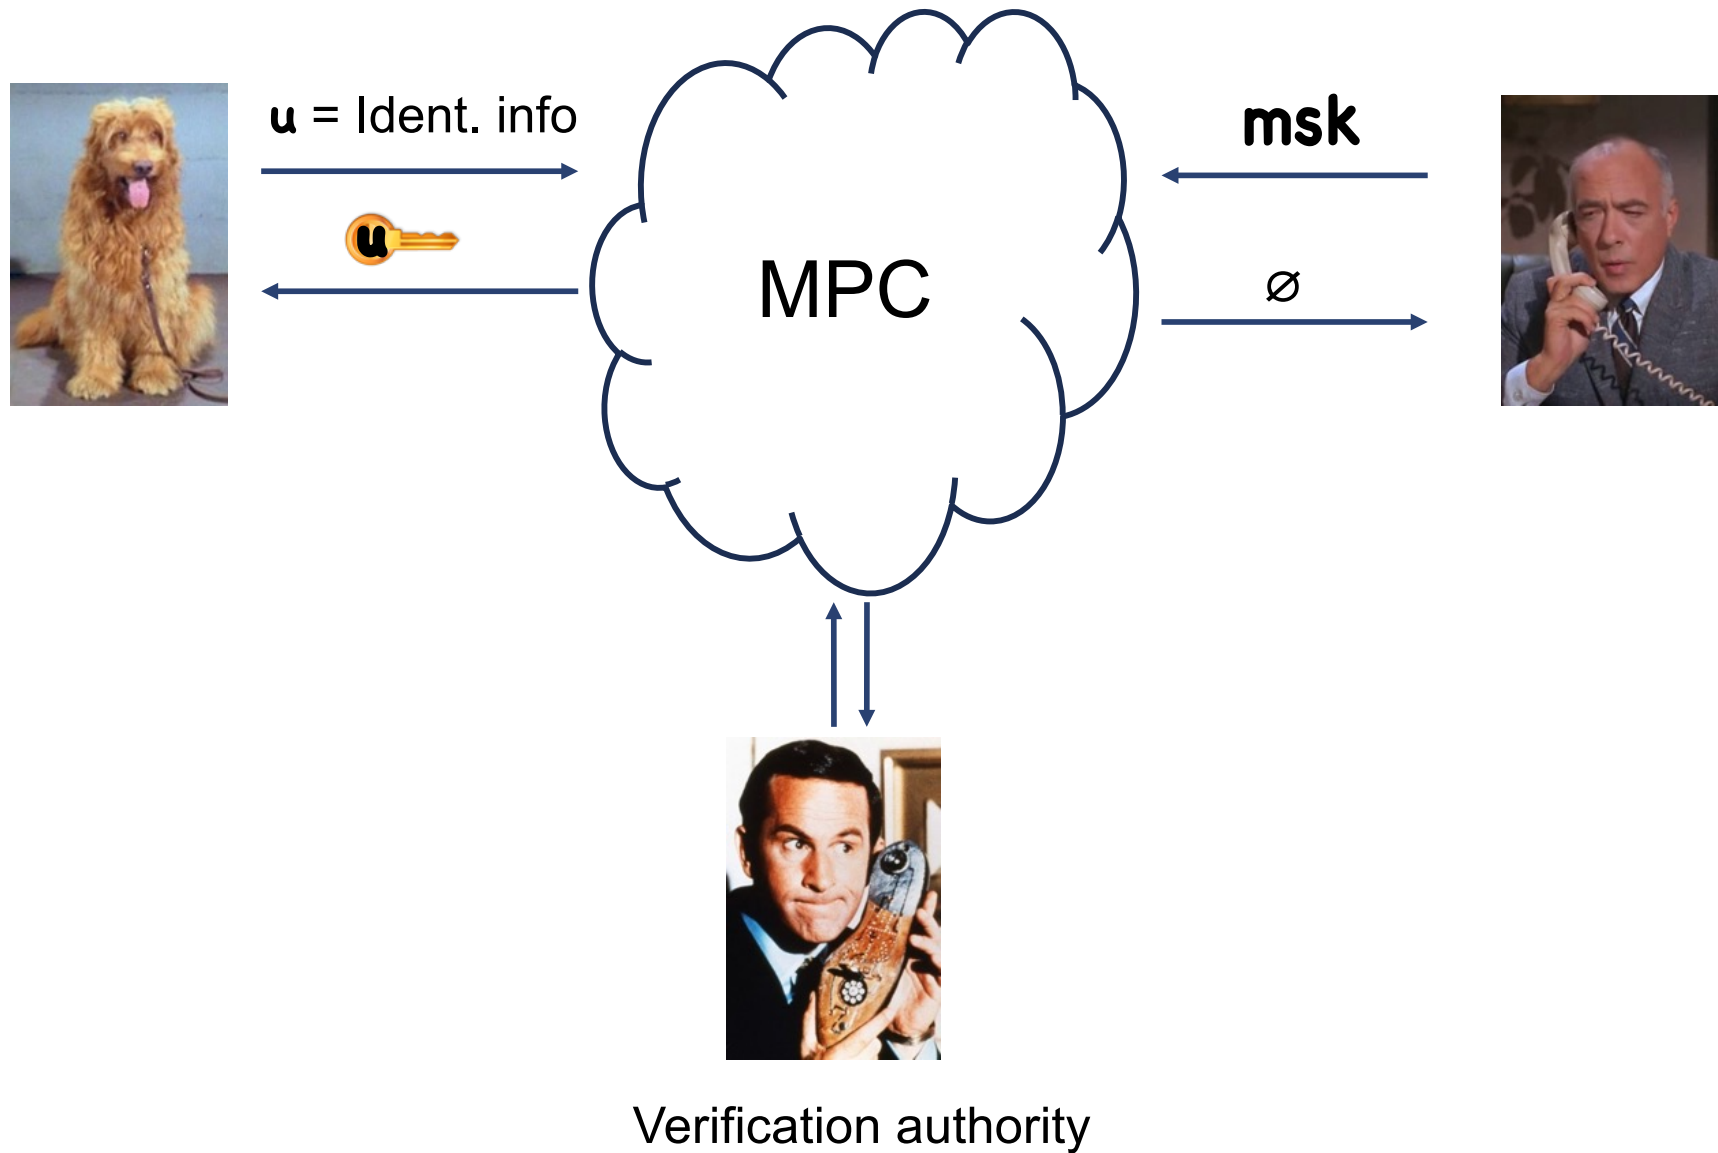 u = Ident. info
msk
u
MPC
∅
Verification authority